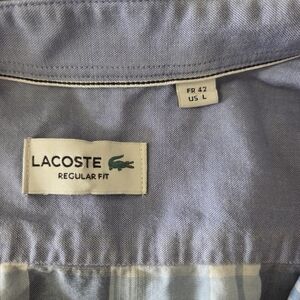 FR 42
US L
LACOSTE
REGULAR FIT